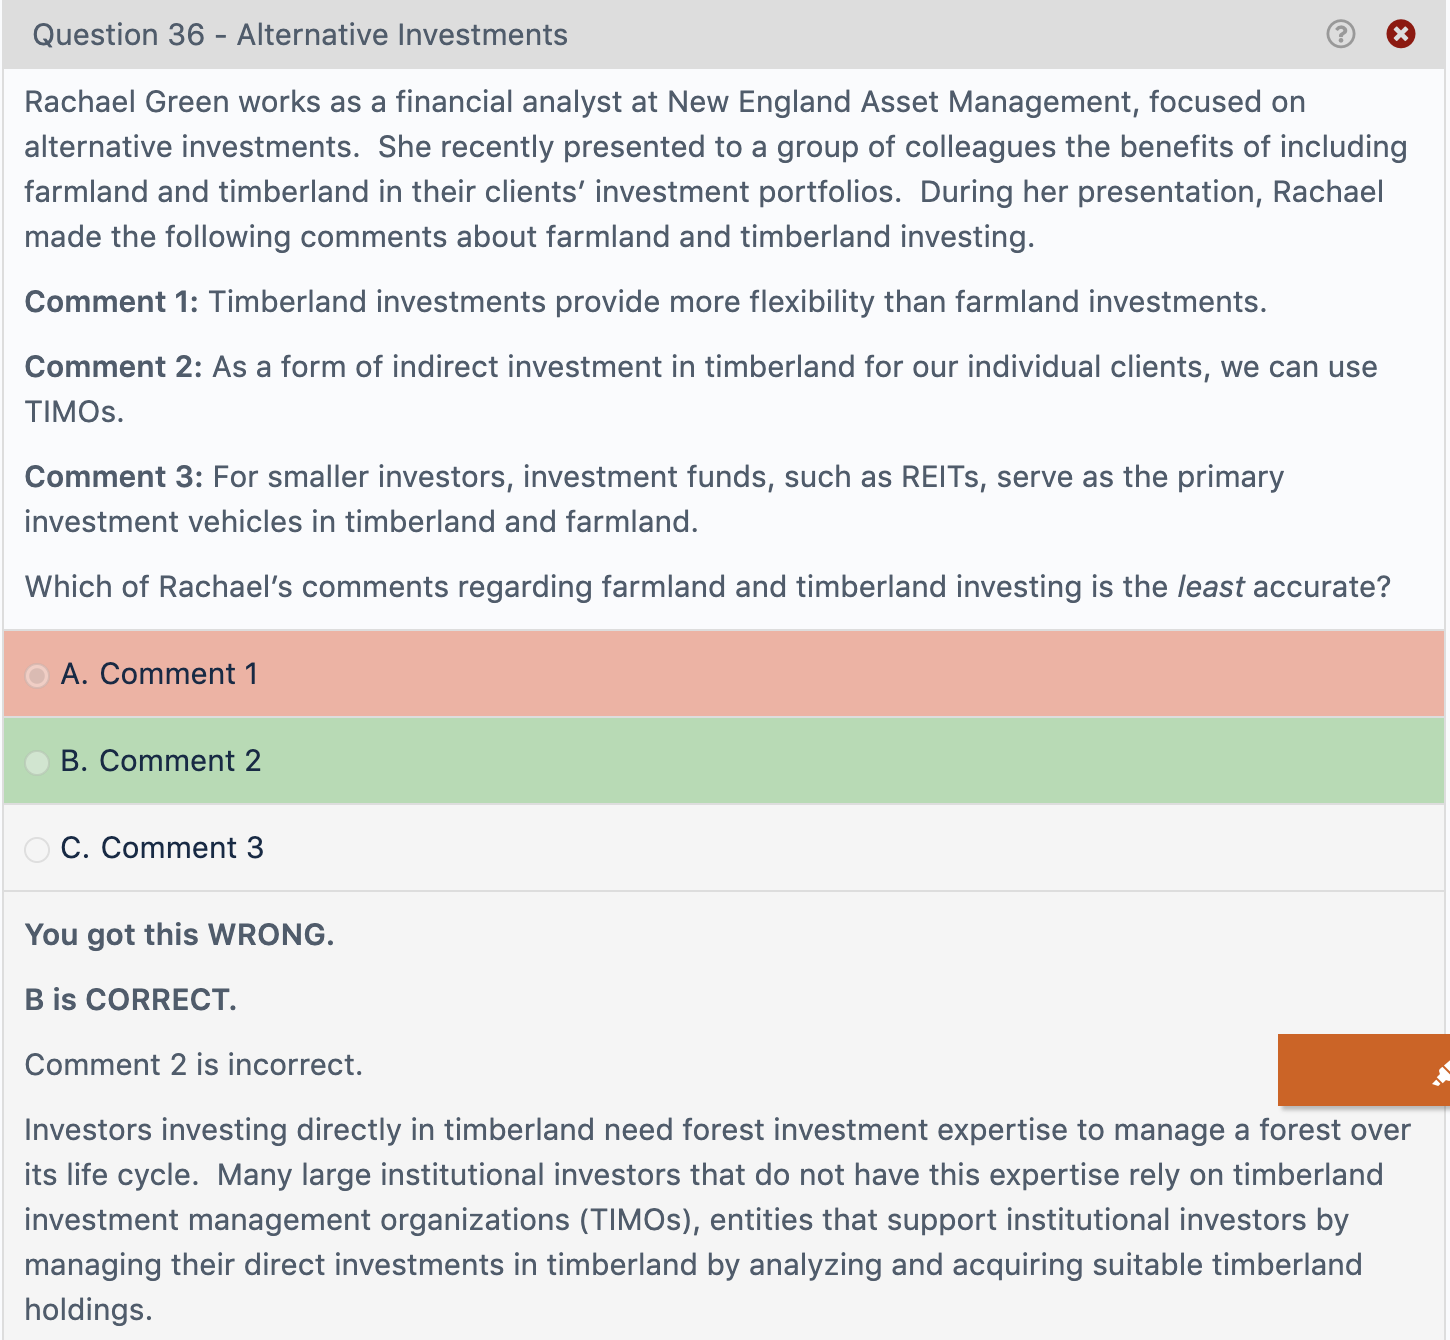 Question 36 - Alternative Investments
Rachael Green works as a financial analyst at New England Asset Management, focused on
alternative investments.  She recently presented to a group of colleagues the benefits of including
farmland and timberland in their clients’ investment portfolios.  During her presentation, Rachael
made the following comments about farmland and timberland investing.
Comment 1: Timberland investments provide more flexibility than farmland investments.
Comment 2: As a form of indirect investment in timberland for our individual clients, we can use
TIMOs.
Comment 3: For smaller investors, investment funds, such as REITs, serve as the primary
investment vehicles in timberland and farmland.
Which of Rachael’s comments regarding farmland and timberland investing is the least accurate?
A. Comment 1
B. Comment 2
C. Comment 3
You got this WRONG.
B is CORRECT.
Comment 2 is incorrect.
Investors investing directly in timberland need forest investment expertise to manage a forest over
its life cycle.  Many large institutional investors that do not have this expertise rely on timberland
investment management organizations (TIMOs), entities that support institutional investors by
managing their direct investments in timberland by analyzing and acquiring suitable timberland
holdings.